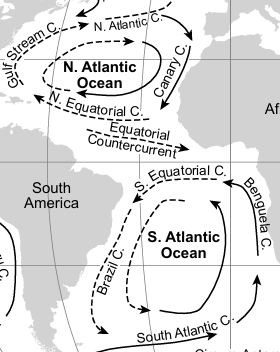 N. Atlantic C.
Gulf Stream C.
Canary C.
N. Atlantic
Ocean
N. Equatorial C.
Equatorial
Countercurrent
Af
S. Equatorial C.
South
America
Benguela C.
S. Atlantic
Ocean
Brazil C.
South Atlantic C.